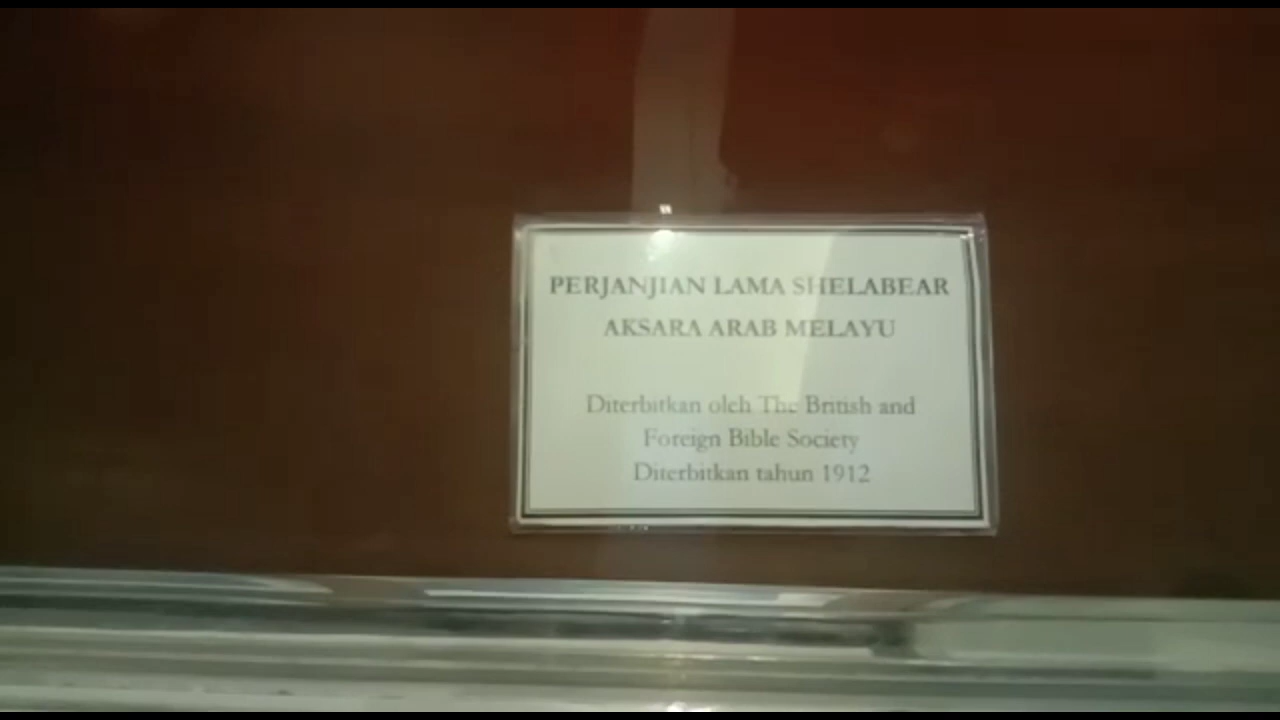 PERJANJIAN LAMA SHELABEAR
AKSARA ARAB MELAYU
Diterbitkan oleh The British and
Foreign Bible Society
Diterbitkan tahun 1912